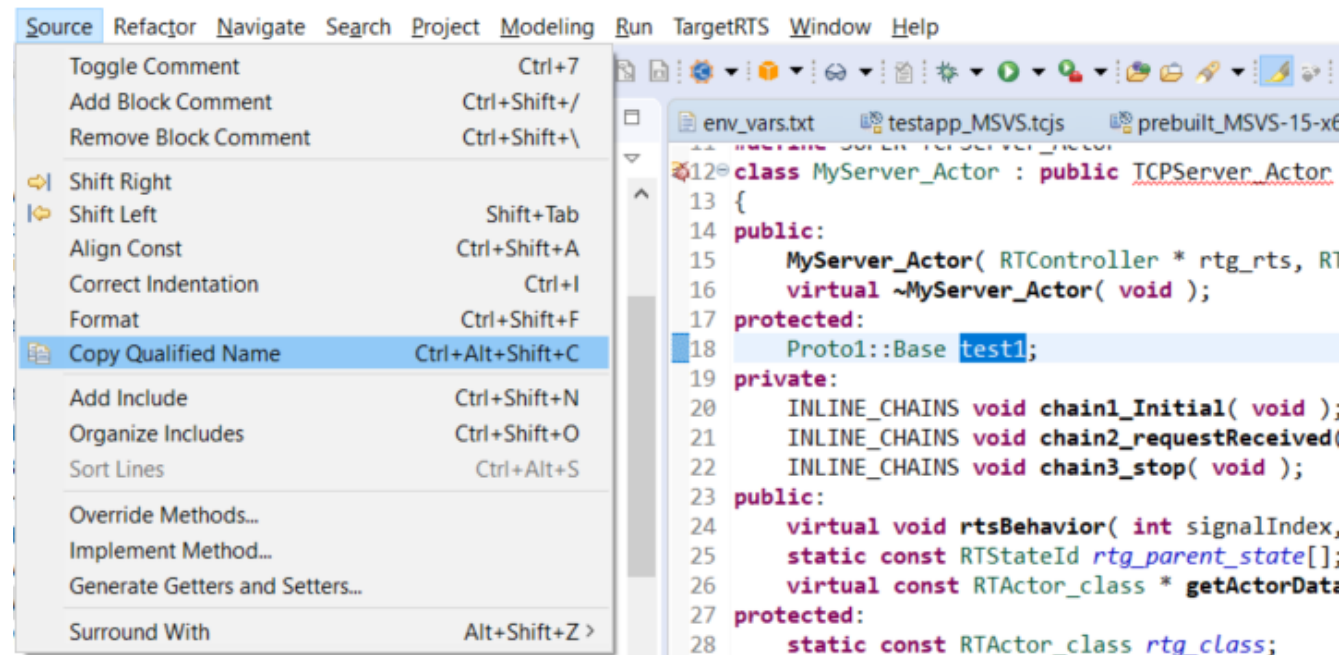 Source Refactor Navigate Search Project Modeling Run TargetRTS Window Help
Toggle Comment Ctrl+7
Add Block Comment Ctrl+Shift+/
Remove Block Comment Ctrl+Shift+\
Shift Right
Shift Left Shift+Tab
Align Const Ctrl+Shift+A
Correct Indentation Ctrl+I
Format Ctrl+Shift+F
Copy Qualified Name Ctrl+Alt+Shift+C
Add Include Ctrl+Shift+N
Organize Includes Ctrl+Shift+O
Sort Lines Ctrl+Alt+S
Override Methods...
Implement Method...
Generate Getters and Setters...
Surround With Alt+Shift+Z >
env_vars.txt testapp_MSVS.tcjs prebuilt_MSVS-15-x6
11 #define SUPER TCPServer_Actor
12 class MyServer_Actor : public TCPServer_Actor
13 {
14 public:
15 MyServer_Actor( RTController * rtg_rts, RT
16 virtual ~MyServer_Actor( void );
17 protected:
18 Proto1::Base test1;
19 private:
20 INLINE_CHAINS void chain1_Initial( void );
21 INLINE_CHAINS void chain2_requestReceived(
22 INLINE_CHAINS void chain3_stop( void );
23 public:
24 virtual void rtsBehavior( int signalIndex,
25 static const RTStateId rtg_parent_state[];
26 virtual const RTActor_class * getActorData
27 protected:
28 static const RTActor_class rtg_class;